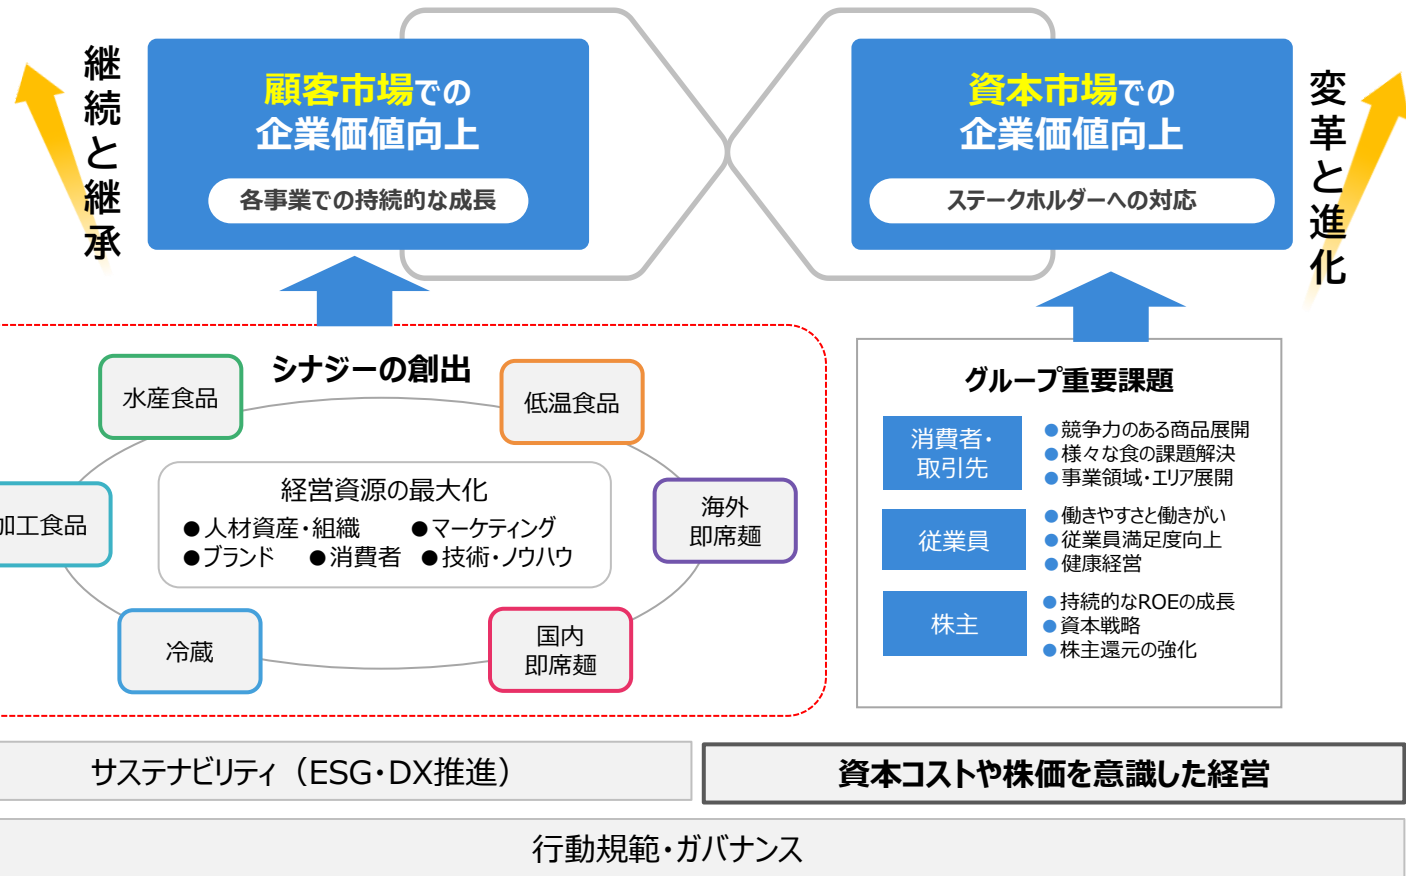 継続と継承
顧客市場での
企業価値向上
各事業での持続的な成長
資本市場での
企業価値向上
ステークホルダーへの対応
変革と進化
シナジーの創出
水産食品
低温食品
加工食品
海外
即席麺
冷蔵
国内
即席麺
経営資源の最大化
●人材資産・組織 ●マーケティング
●ブランド ●消費者 ●技術・ノウハウ
グループ重要課題
消費者・
取引先
●競争力のある商品展開
●様々な食の課題解決
●事業領域・エリア展開
従業員
●働きやすさと働きがい
●従業員満足度向上
●健康経営
株主
●持続的なROEの成長
●資本戦略
●株主還元の強化
サステナビリティ（ESG・DX推進）
資本コストや株価を意識した経営
行動規範・ガバナンス